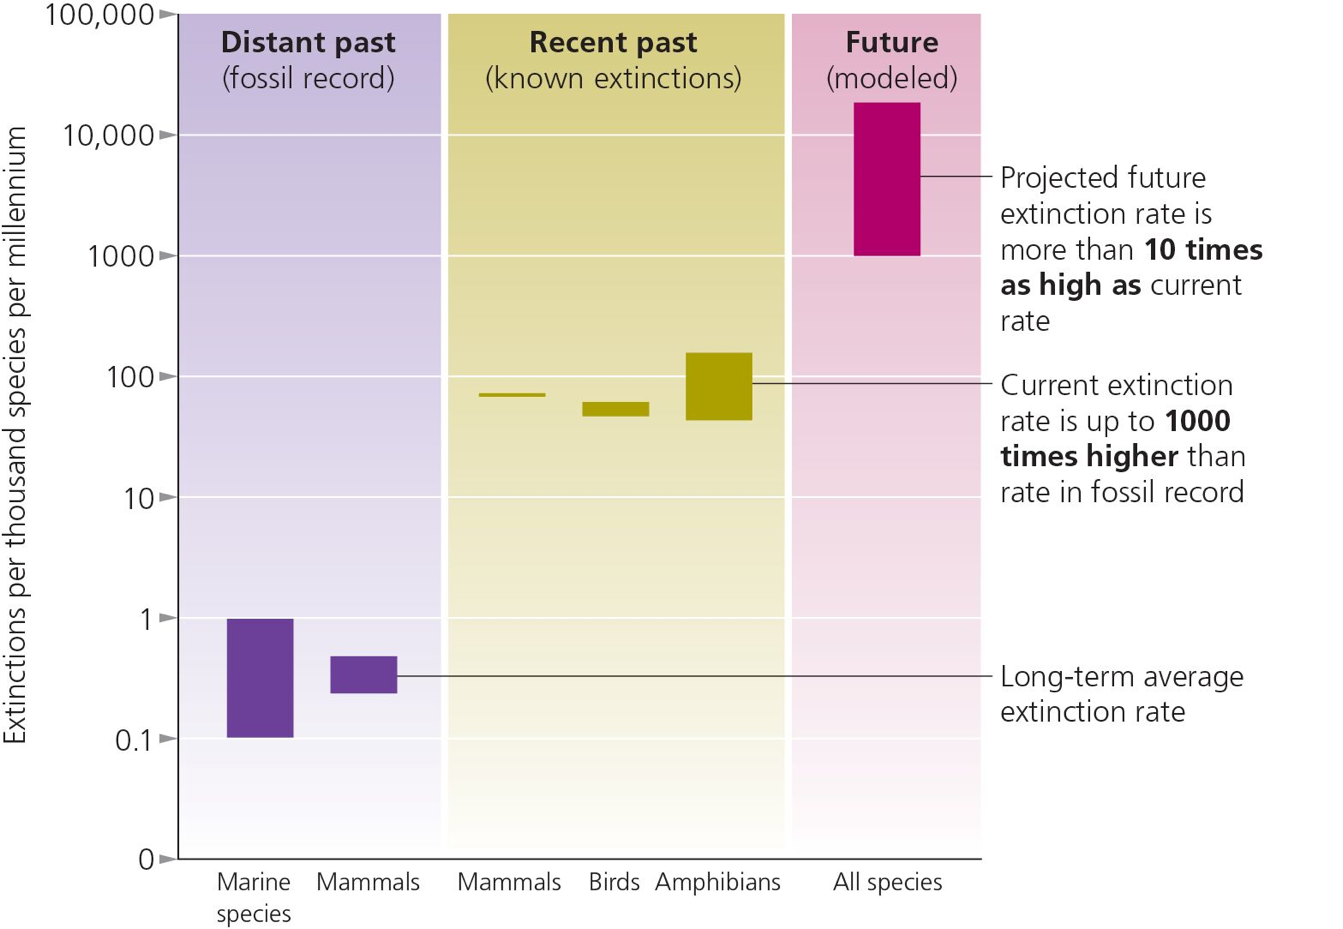 Extinctions per thousand species per millennium
100,000
10,000
1000
100
10
1
0.1
0
Distant past
(fossil record)
Recent past
(known extinctions)
Future
(modeled)
Projected future
extinction rate is
more than 10 times
as high as current
rate
Current extinction
rate is up to 1000
times higher than
rate in fossil record
Long-term average
extinction rate
Marine
species
Mammals
Mammals
Birds
Amphibians
All species